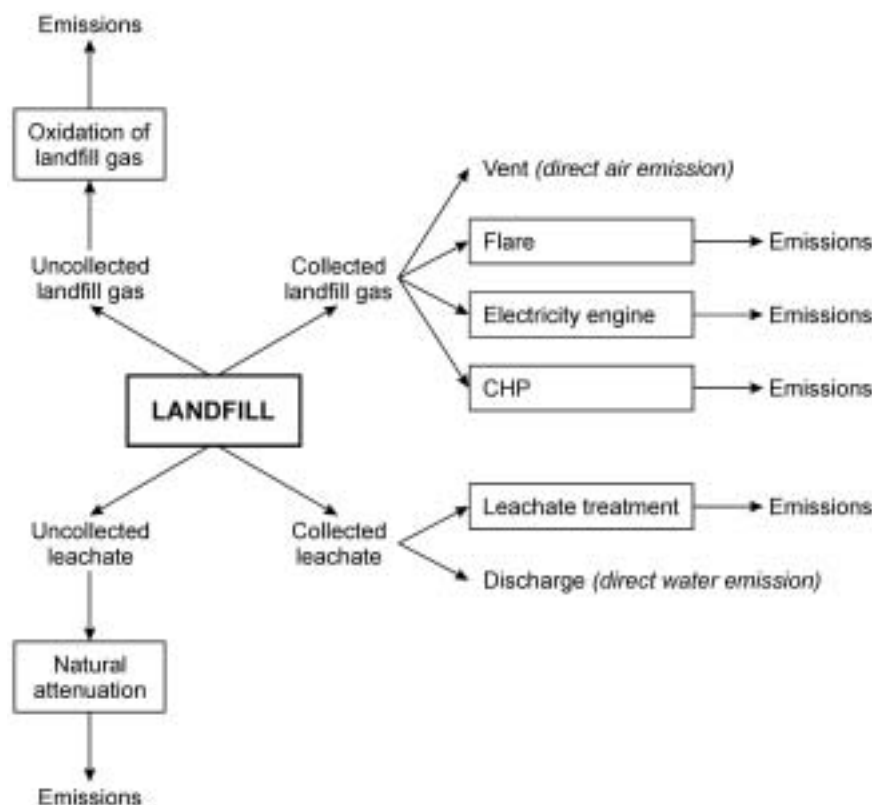 Emissions
Oxidation of
landfill gas
Vent (direct air emission)
Flare
Emissions
Uncollected
landfill gas
Collected
landfill gas
Electricity engine
Emissions
CHP
Emissions
LANDFILL
Leachate treatment
Emissions
Uncollected
leachate
Collected
leachate
Discharge (direct water emission)
Natural
attenuation
Emissions